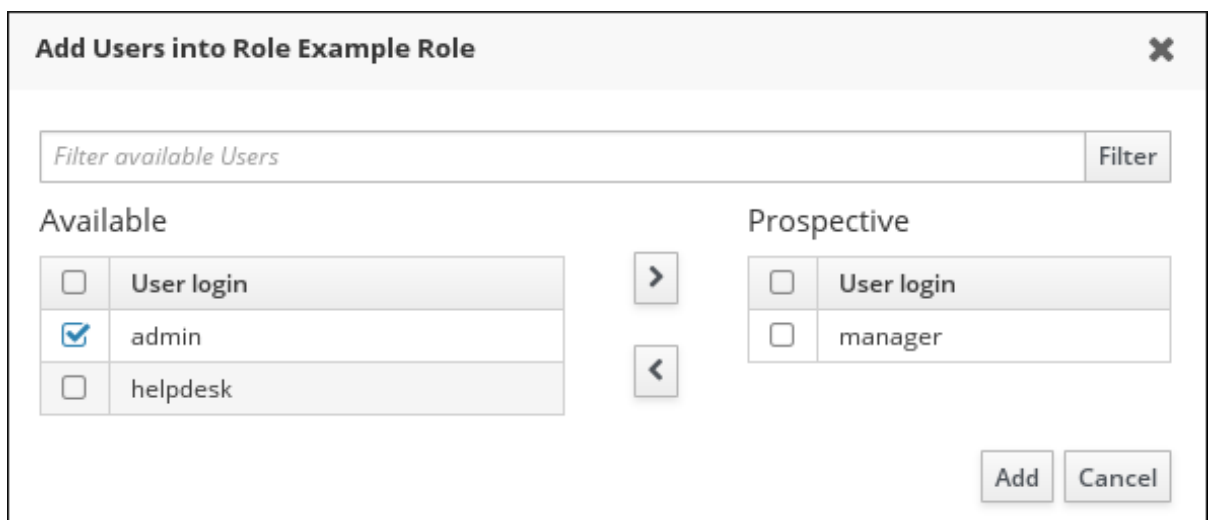 Add Users into Role Example Role
Filter available Users
Filter
Available
Prospective
User login
User login
admin
manager
helpdesk
Add
Cancel